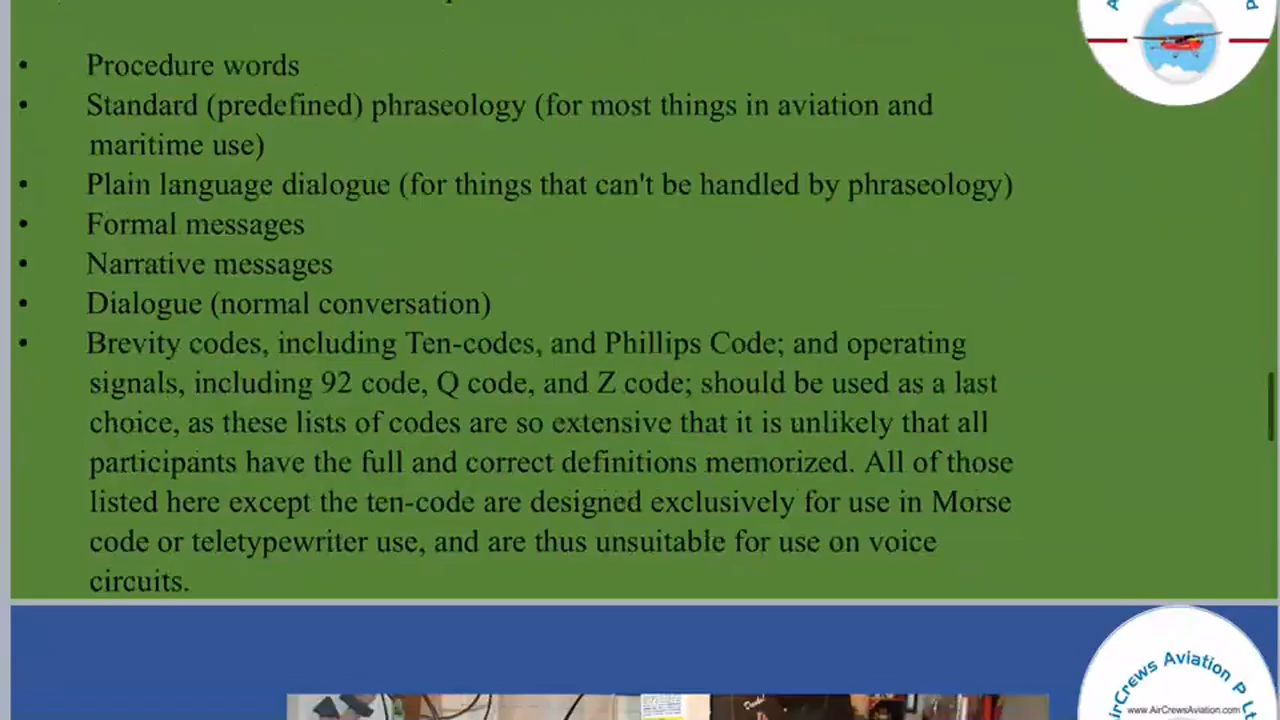 • Procedure words
• Standard (predefined) phraseology (for most things in aviation and
maritime use)
• Plain language dialogue (for things that can't be handled by phraseology)
• Formal messages
• Narrative messages
• Dialogue (normal conversation)
• Brevity codes, including Ten-codes, and Phillips Code; and operating
signals, including 92 code, Q code, and Z code; should be used as a last
choice, as these lists of codes are so extensive that it is unlikely that all
participants have the full and correct definitions memorized. All of those
listed here except the ten-code are designed exclusively for use in Morse
code or teletypewriter use, and are thus unsuitable for use on voice
circuits.
AirCrews Aviation P Lt
www.AirCrewsAviation.com